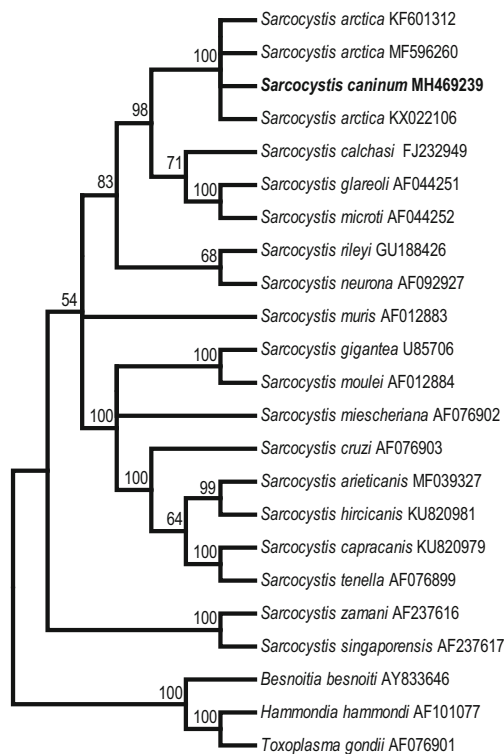 Sarcocystis arctica KF601312
Sarcocystis arctica MF596260
100
Sarcocystis caninum MH469239
Sarcocystis arctica KX022106
98
Sarcocystis calchasi FJ232949
71
Sarcocystis glareoli AF044251
83
100
Sarcocystis microti AF044252
Sarcocystis rileyi GU188426
68
Sarcocystis neurona AF092927
54
Sarcocystis muris AF012883
Sarcocystis gigantea U85706
100
Sarcocystis moulei AF012884
100
Sarcocystis miescheriana AF076902
Sarcocystis cruzi AF076903
100
Sarcocystis arieticanis MF039327
99
Sarcocystis hircicanis KU820981
64
Sarcocystis capracanis KU820979
100
Sarcocystis tenella AF076899
Sarcocystis zamani AF237616
100
Sarcocystis singaporensis AF237617
Besnoitia besnoiti AY833646
100
Hammondia hammondi AF101077
100
Toxoplasma gondii AF076901